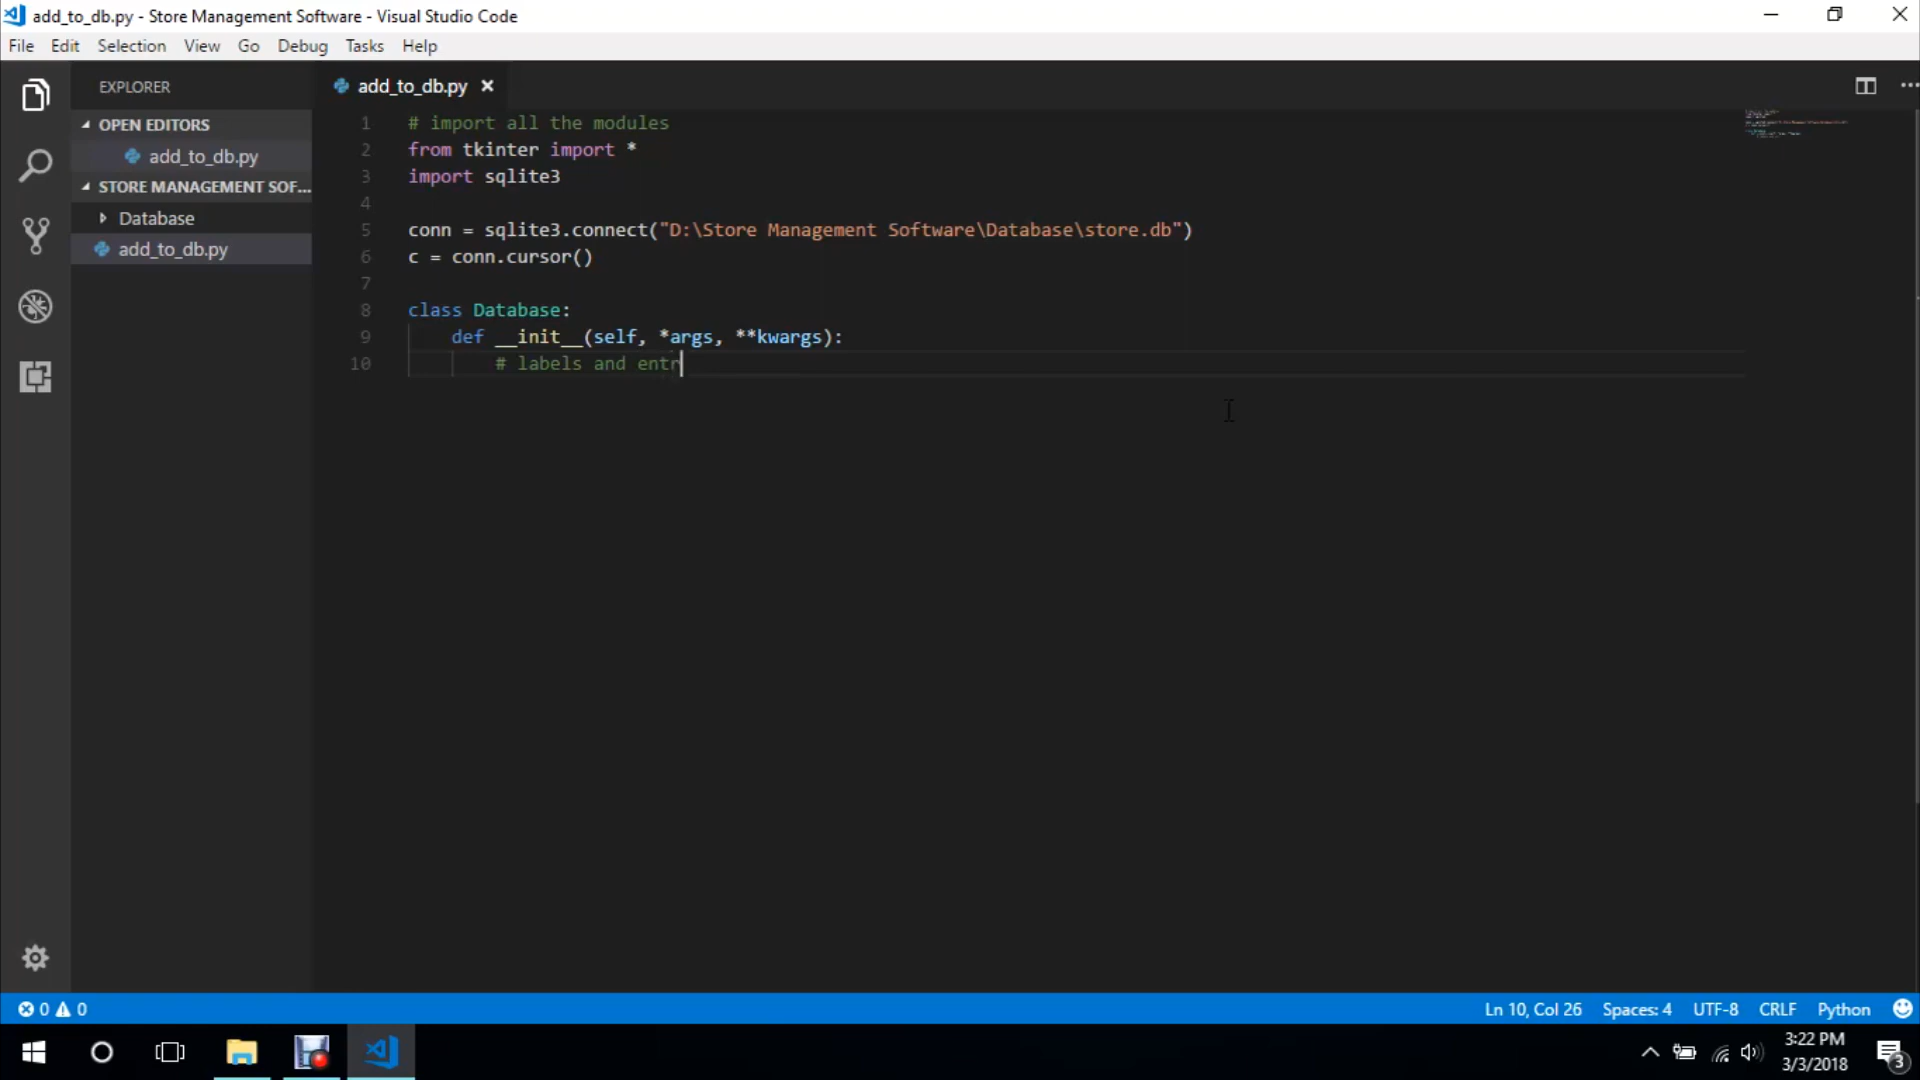 add_to_db.py - Store Management Software - Visual Studio Code
File Edit Selection View Go Debug Tasks Help
EXPLORER
OPEN EDITORS
add_to_db.py
STORE MANAGEMENT SOF...
Database
add_to_db.py
add_to_db.py
1 # import all the modules
2 from tkinter import *
3 import sqlite3
4
5 conn = sqlite3.connect("D:\Store Management Software\Database\store.db")
6 c = conn.cursor()
7
8 class Database:
9 def __init__(self, *args, **kwargs):
10 # labels and entr
0 0
Ln 10, Col 26 Spaces: 4 UTF-8 CRLF Python
3:22 PM
3/3/2018
3